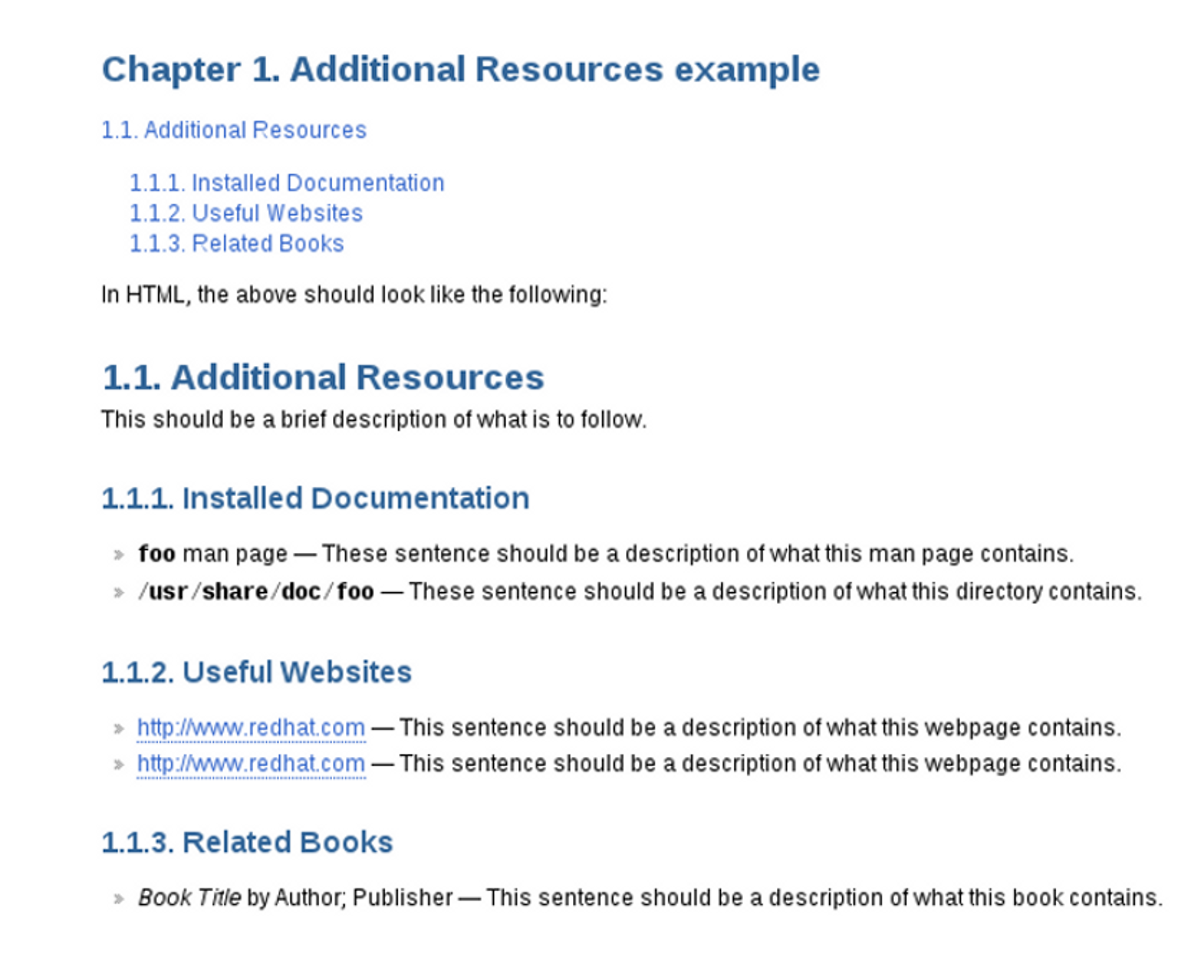 Chapter 1. Additional Resources example
1.1. Additional Resources
1.1.1. Installed Documentation
1.1.2. Useful Websites
1.1.3. Related Books
In HTML, the above should look like the following:
1.1. Additional Resources
This should be a brief description of what is to follow.
1.1.1. Installed Documentation
» foo man page — These sentence should be a description of what this man page contains.
» /usr/share/doc/foo — These sentence should be a description of what this directory contains.
1.1.2. Useful Websites
» http://www.redhat.com — This sentence should be a description of what this webpage contains.
» http://www.redhat.com — This sentence should be a description of what this webpage contains.
1.1.3. Related Books
» Book Title by Author; Publisher — This sentence should be a description of what this book contains.